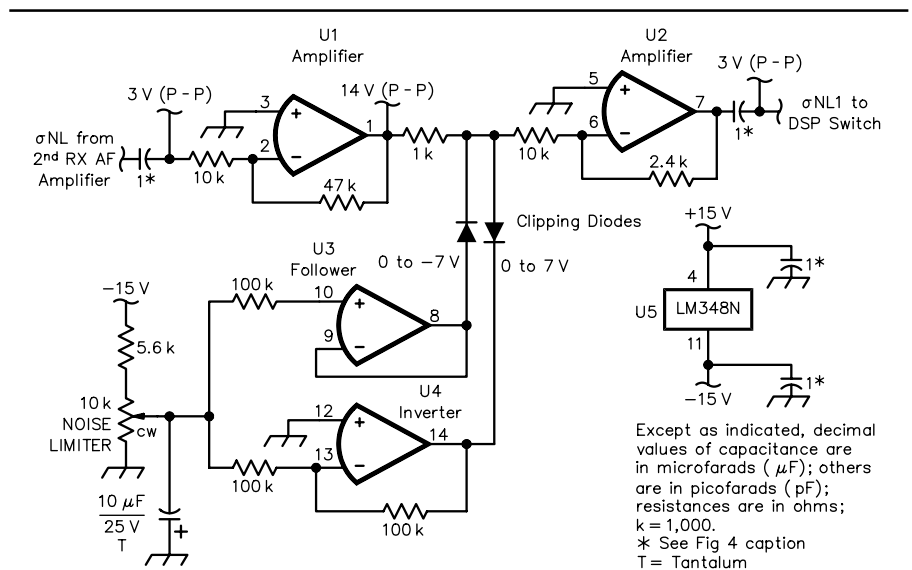 U1
Amplifier
U2
Amplifier
3 V (P - P)
14 V (P - P)
3 V (P - P)
σNL from
2nd RX AF
Amplifier
1*
10 k
3
2
+
−
1
47 k
1 k
10 k
5
6
+
−
7
2.4 k
1*
σNL1 to
DSP Switch
Clipping Diodes
0 to −7 V
0 to 7 V
U3
Follower
100 k
10
9
+
−
8
−15 V
5.6 k
10 k
NOISE
LIMITER
CW
10 μF
25 V
T
+
U4
Inverter
12
13
+
−
14
100 k
100 k
+15 V
1*
4
U5
LM348N
11
−15 V
1*
Except as indicated, decimal
values of capacitance are
in microfarads ( μF); others
are in picofarads ( pF);
resistances are in ohms;
k = 1,000.
* See Fig 4 caption
T = Tantalum